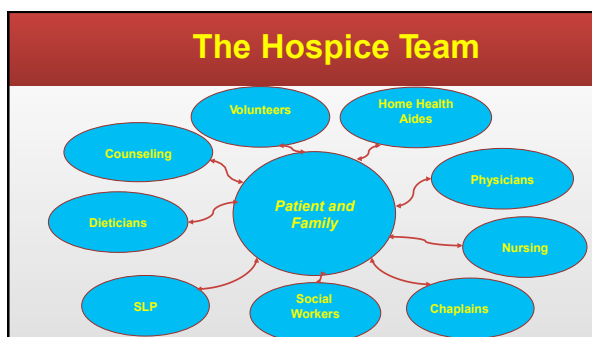 The Hospice Team
Volunteers
Home Health
Aides
Counseling
Physicians
Patient and
Family
Dieticians
Nursing
SLP
Social
Workers
Chaplains